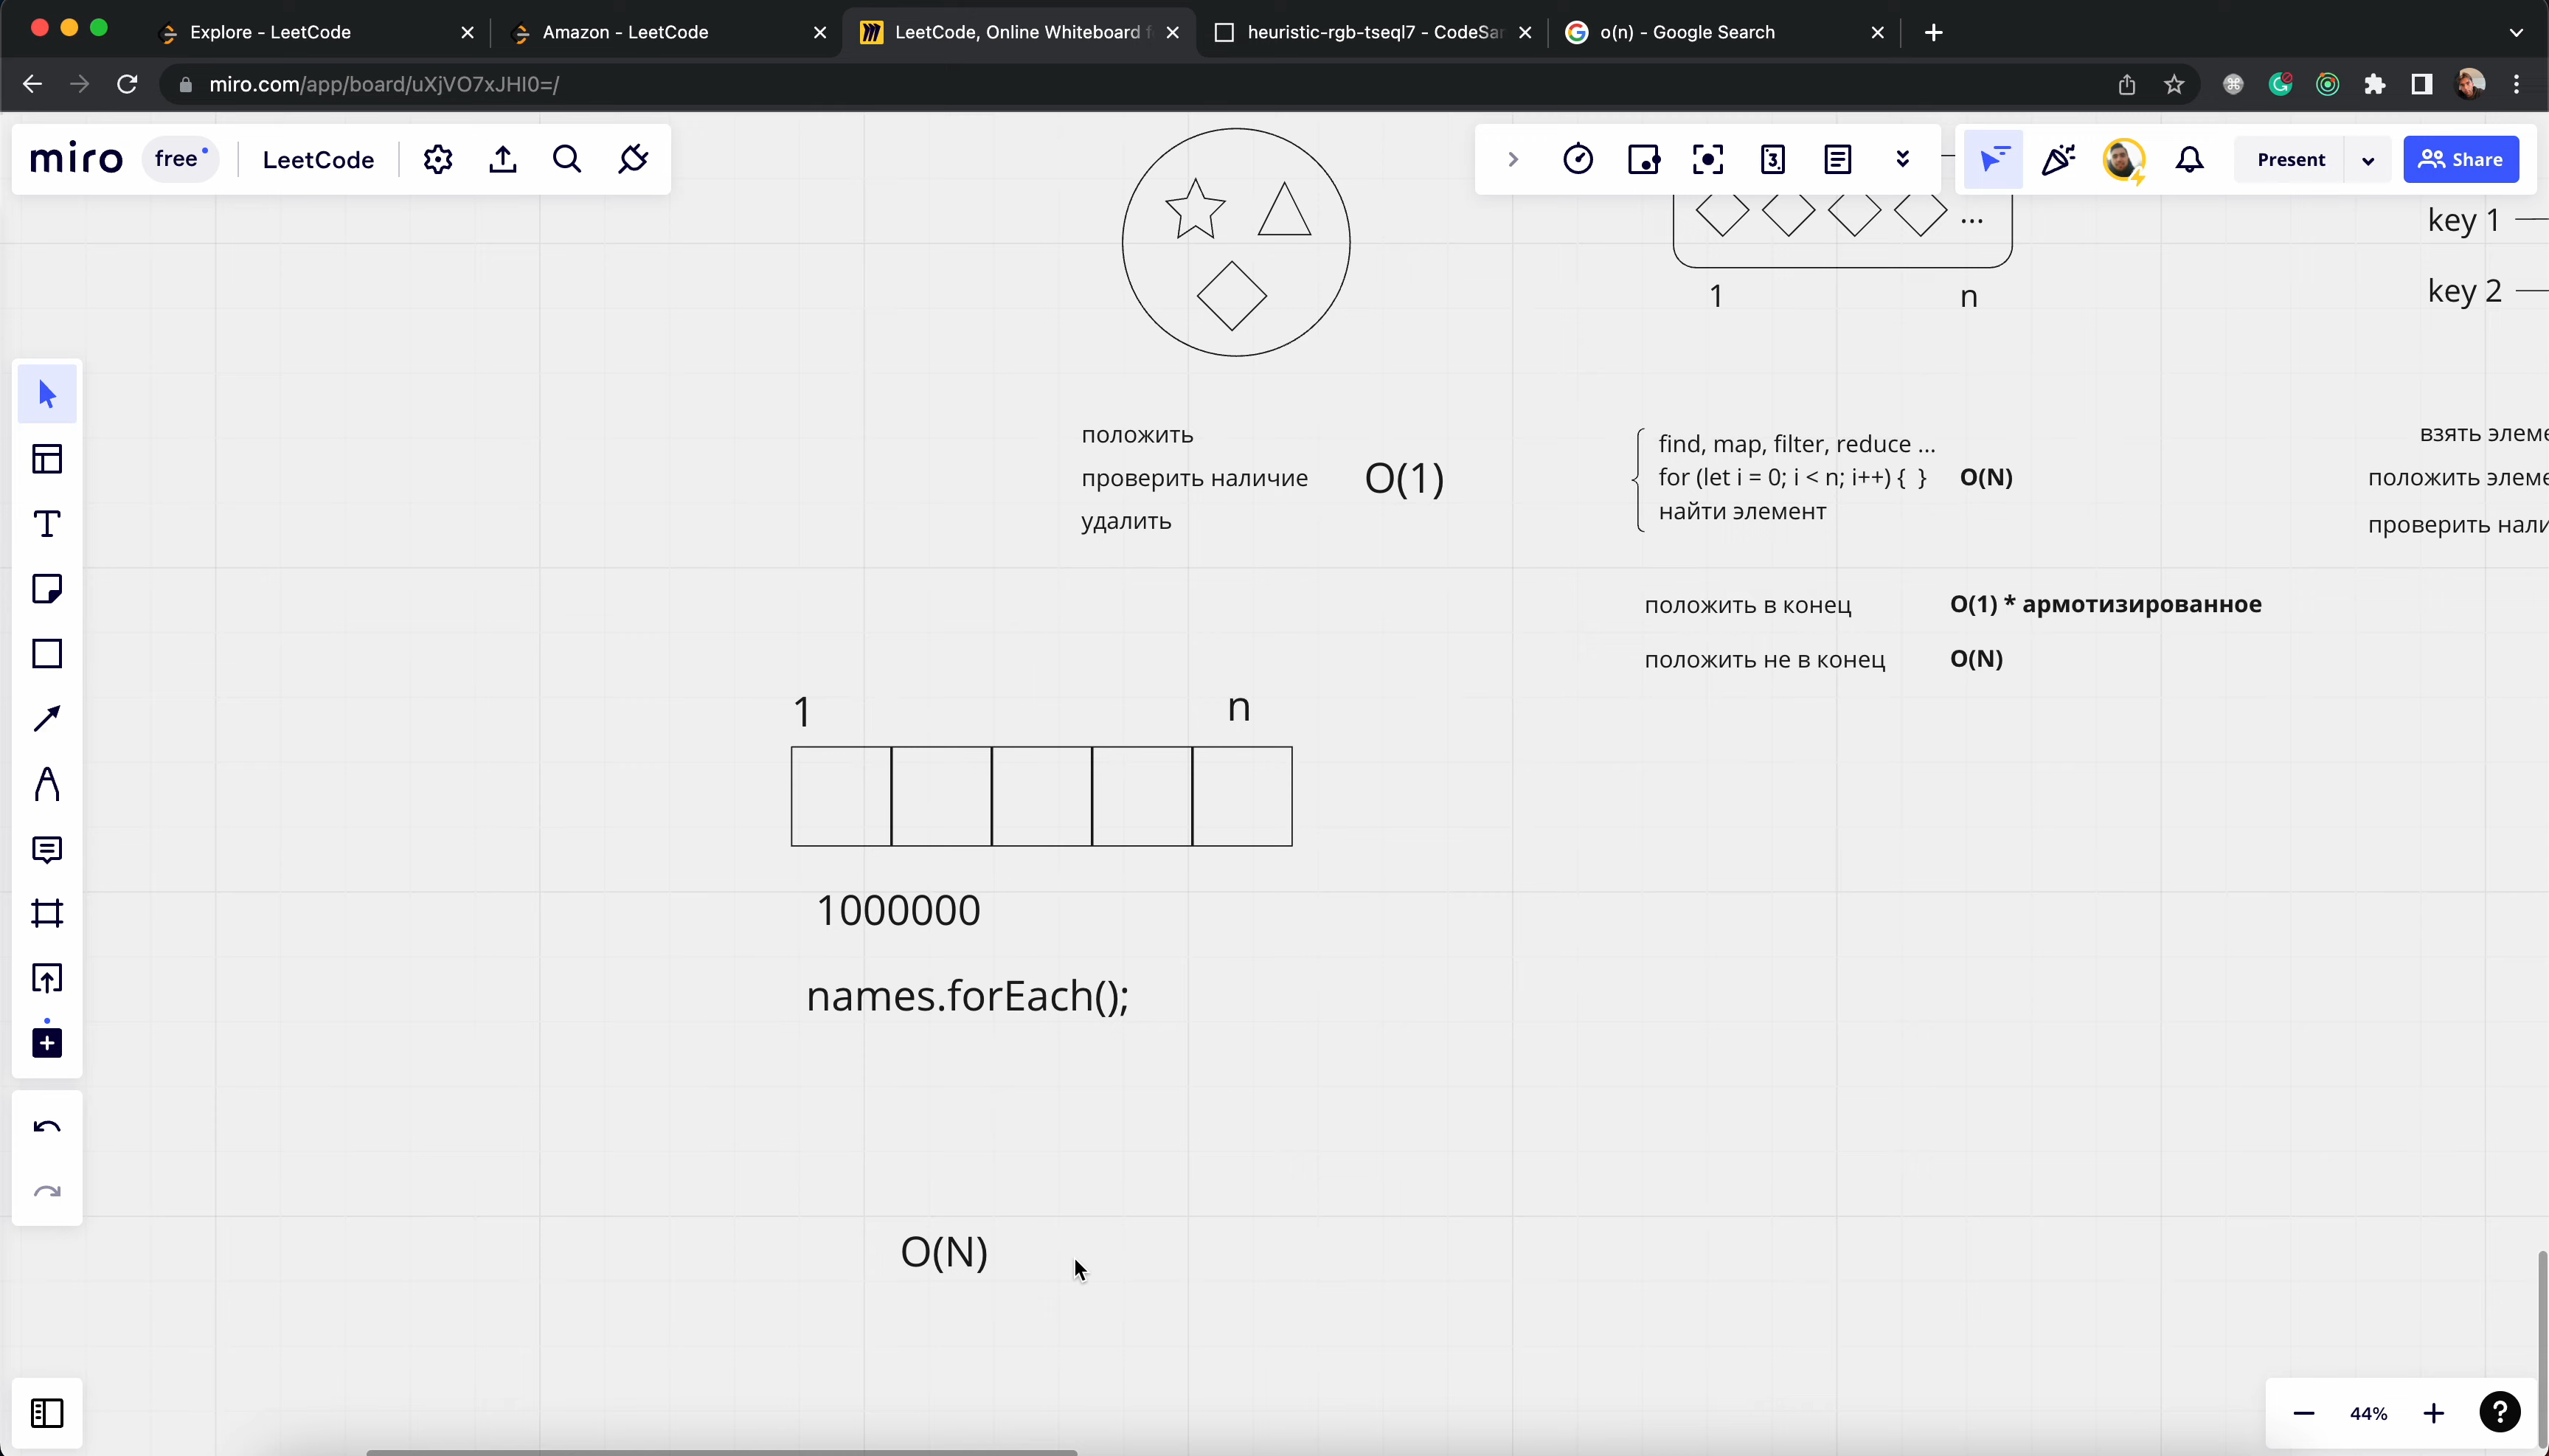 Explore - LeetCode
Amazon - LeetCode
LeetCode, Online Whiteboard f
heuristic-rgb-tseql7 - CodeSan
o(n) - Google Search
miro.com/app/board/uXjVO7xJHI0=/
miro
free
LeetCode
3
Present
Share
key 1
key 2
...
1
n
положить
проверить наличие
удалить
O(1)
find, map, filter, reduce ...
for (let i = 0; i < n; i++) { }
найти элемент
O(N)
взять элеме
положить элеме
проверить нали
положить в конец
O(1) * армотизированное
положить не в конец
O(N)
1
n
1000000
names.forEach();
O(N)
44%
?